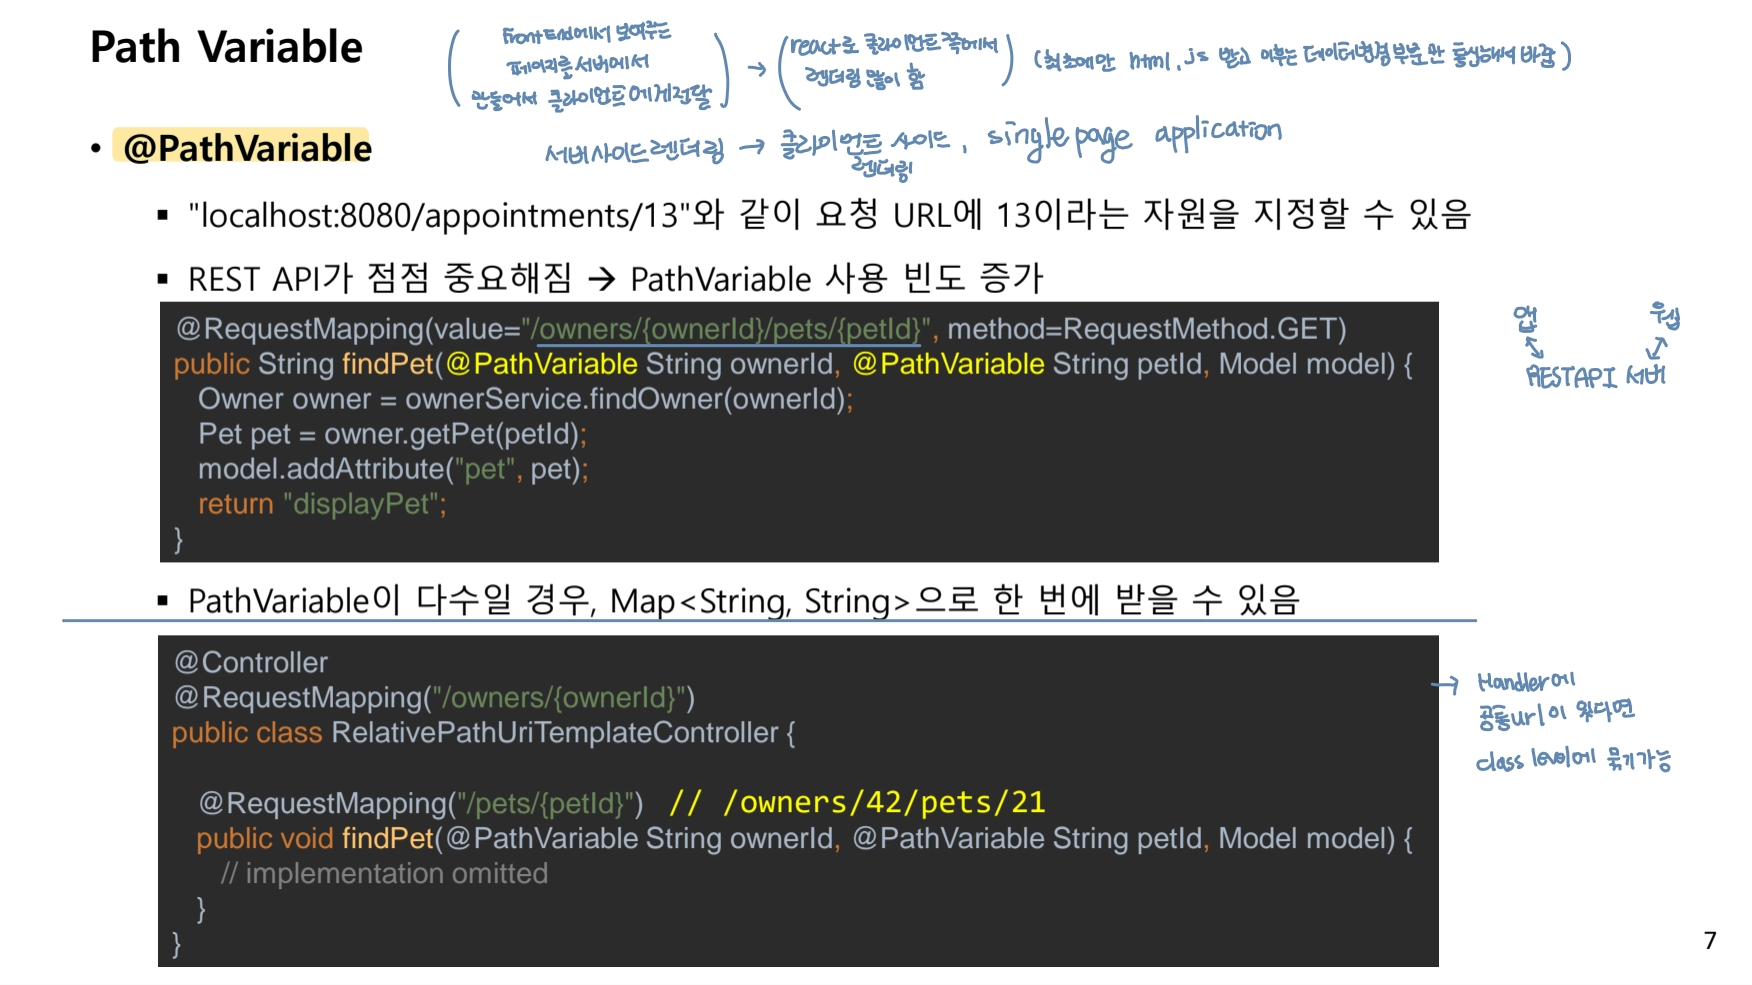 Path Variable
front단에서 보여주는
페이지를 서버에서
만들어서 클라이언트에게 전달
→
react로 클라이언트쪽에서
렌더링 많이 함
(최초에만 html, js 받고 이후는 데이터변경부분만 통신해서 바꿈)
• @PathVariable
서버사이드렌더링 → 클라이언트 사이드, single page application
렌더링
▪ "localhost:8080/appointments/13"와 같이 요청 URL에 13이라는 자원을 지정할 수 있음
▪ REST API가 점점 중요해짐 → PathVariable 사용 빈도 증가
@RequestMapping(value="/owners/{ownerId}/pets/{petId}", method=RequestMethod.GET)
public String findPet(@PathVariable String ownerId, @PathVariable String petId, Model model) {
Owner owner = ownerService.findOwner(ownerId);
Pet pet = owner.getPet(petId);
model.addAttribute("pet", pet);
return "displayPet";
}
앱 웹
RESTAPI 서버
▪ PathVariable이 다수일 경우, Map<String, String>으로 한 번에 받을 수 있음
@Controller
@RequestMapping("/owners/{ownerId}")
public class RelativePathUriTemplateController {
@RequestMapping("/pets/{petId}") // /owners/42/pets/21
public void findPet(@PathVariable String ownerId, @PathVariable String petId, Model model) {
// implementation omitted
}
}
→ Handler에
공통url이 있다면
class level에 묶기가능
7